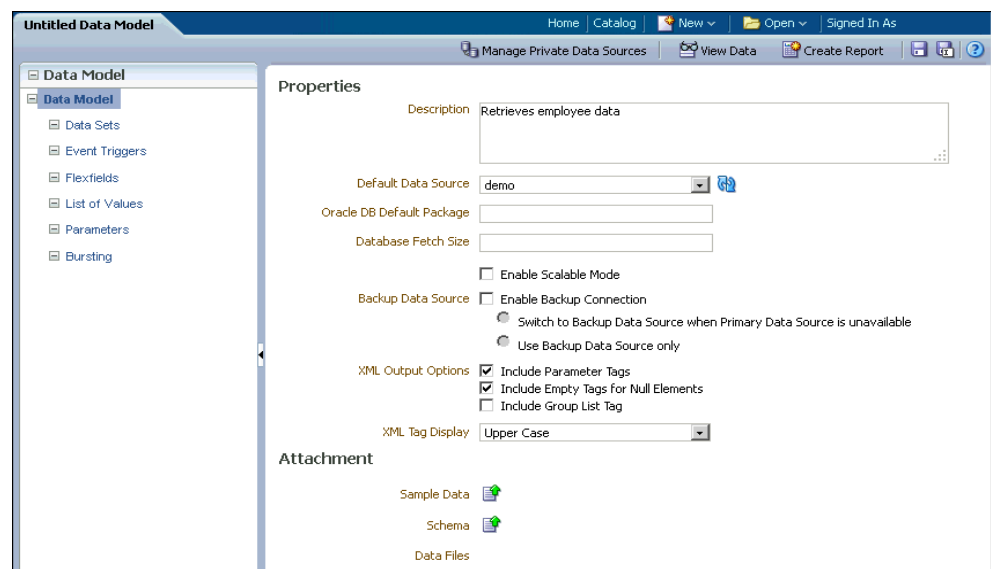 Untitled Data Model
Home Catalog New Open Signed In As
Manage Private Data Sources View Data Create Report
Data Model
Data Model
Data Sets
Event Triggers
Flexfields
List of Values
Parameters
Bursting
Properties
Description Retrieves employee data
Default Data Source demo
Oracle DB Default Package
Database Fetch Size
Enable Scalable Mode
Backup Data Source Enable Backup Connection
Switch to Backup Data Source when Primary Data Source is unavailable
Use Backup Data Source only
XML Output Options Include Parameter Tags
Include Empty Tags for Null Elements
Include Group List Tag
XML Tag Display Upper Case
Attachment
Sample Data
Schema
Data Files